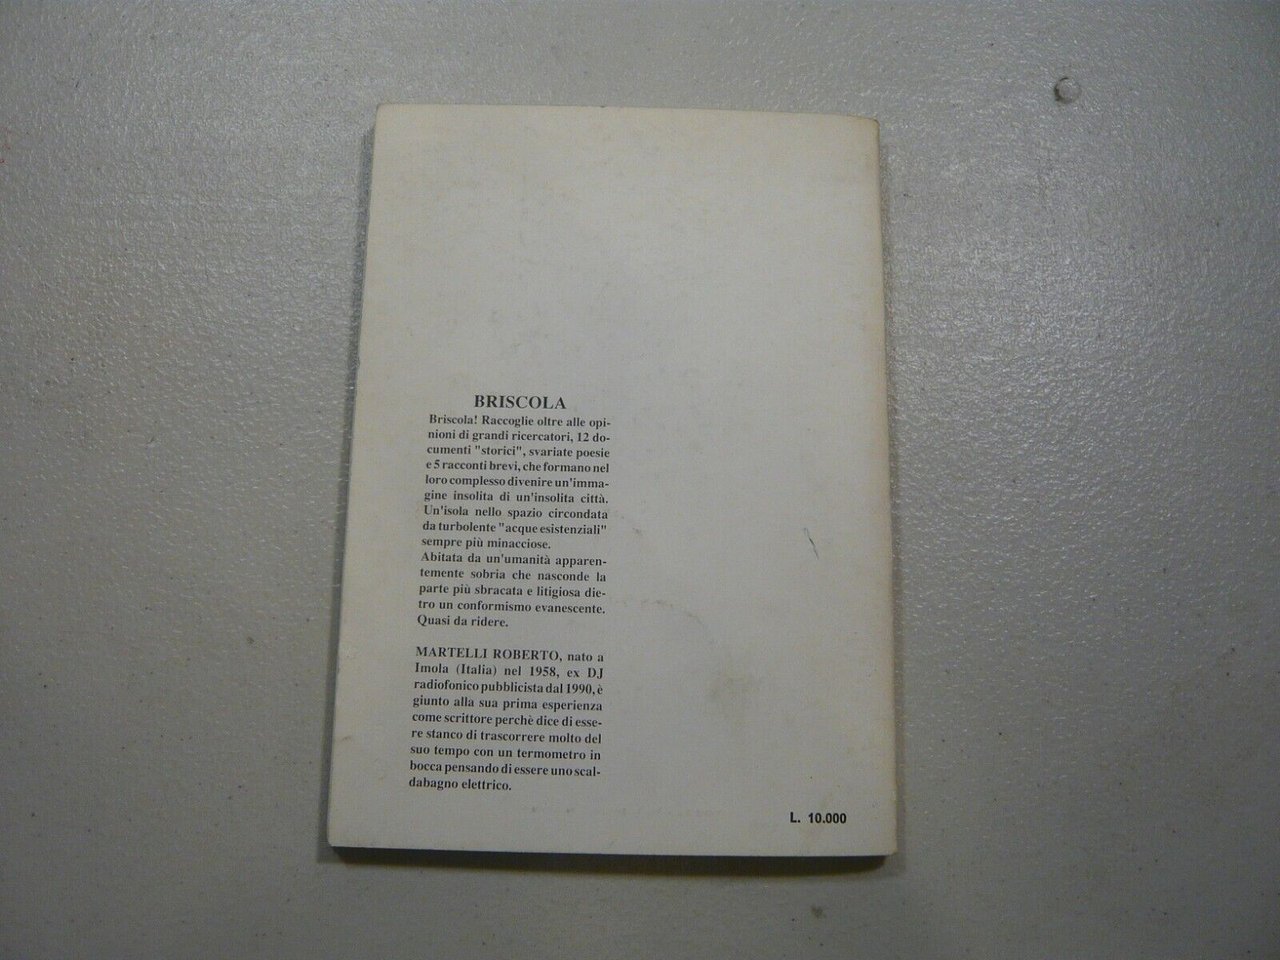 BRISCOLA
Briscola! Raccoglie oltre alle opi-
nioni di grandi ricercatori, 12 do-
cumenti "storici", svariate poesie
e 5 racconti brevi, che formano nel
loro complesso divenire un'imma-
gine insolita di un'insolita città.
Un'isola nello spazio circondata
da turbolente "acque esistenziali"
sempre più minacciose.
Abitata da un'umanità apparen-
temente sobria che nasconde la
parte più sbracata e litigiosa die-
tro un conformismo evanescente.
Quasi da ridere.
MARTELLI ROBERTO, nato a
Imola (Italia) nel 1958, ex DJ
radiofonico pubblicista dal 1990, è
giunto alla sua prima esperienza
come scrittore perchè dice di esse-
re stanco di trascorrere molto del
suo tempo con un termometro in
bocca pensando di essere uno scal-
dabagno elettrico.
L. 10.000